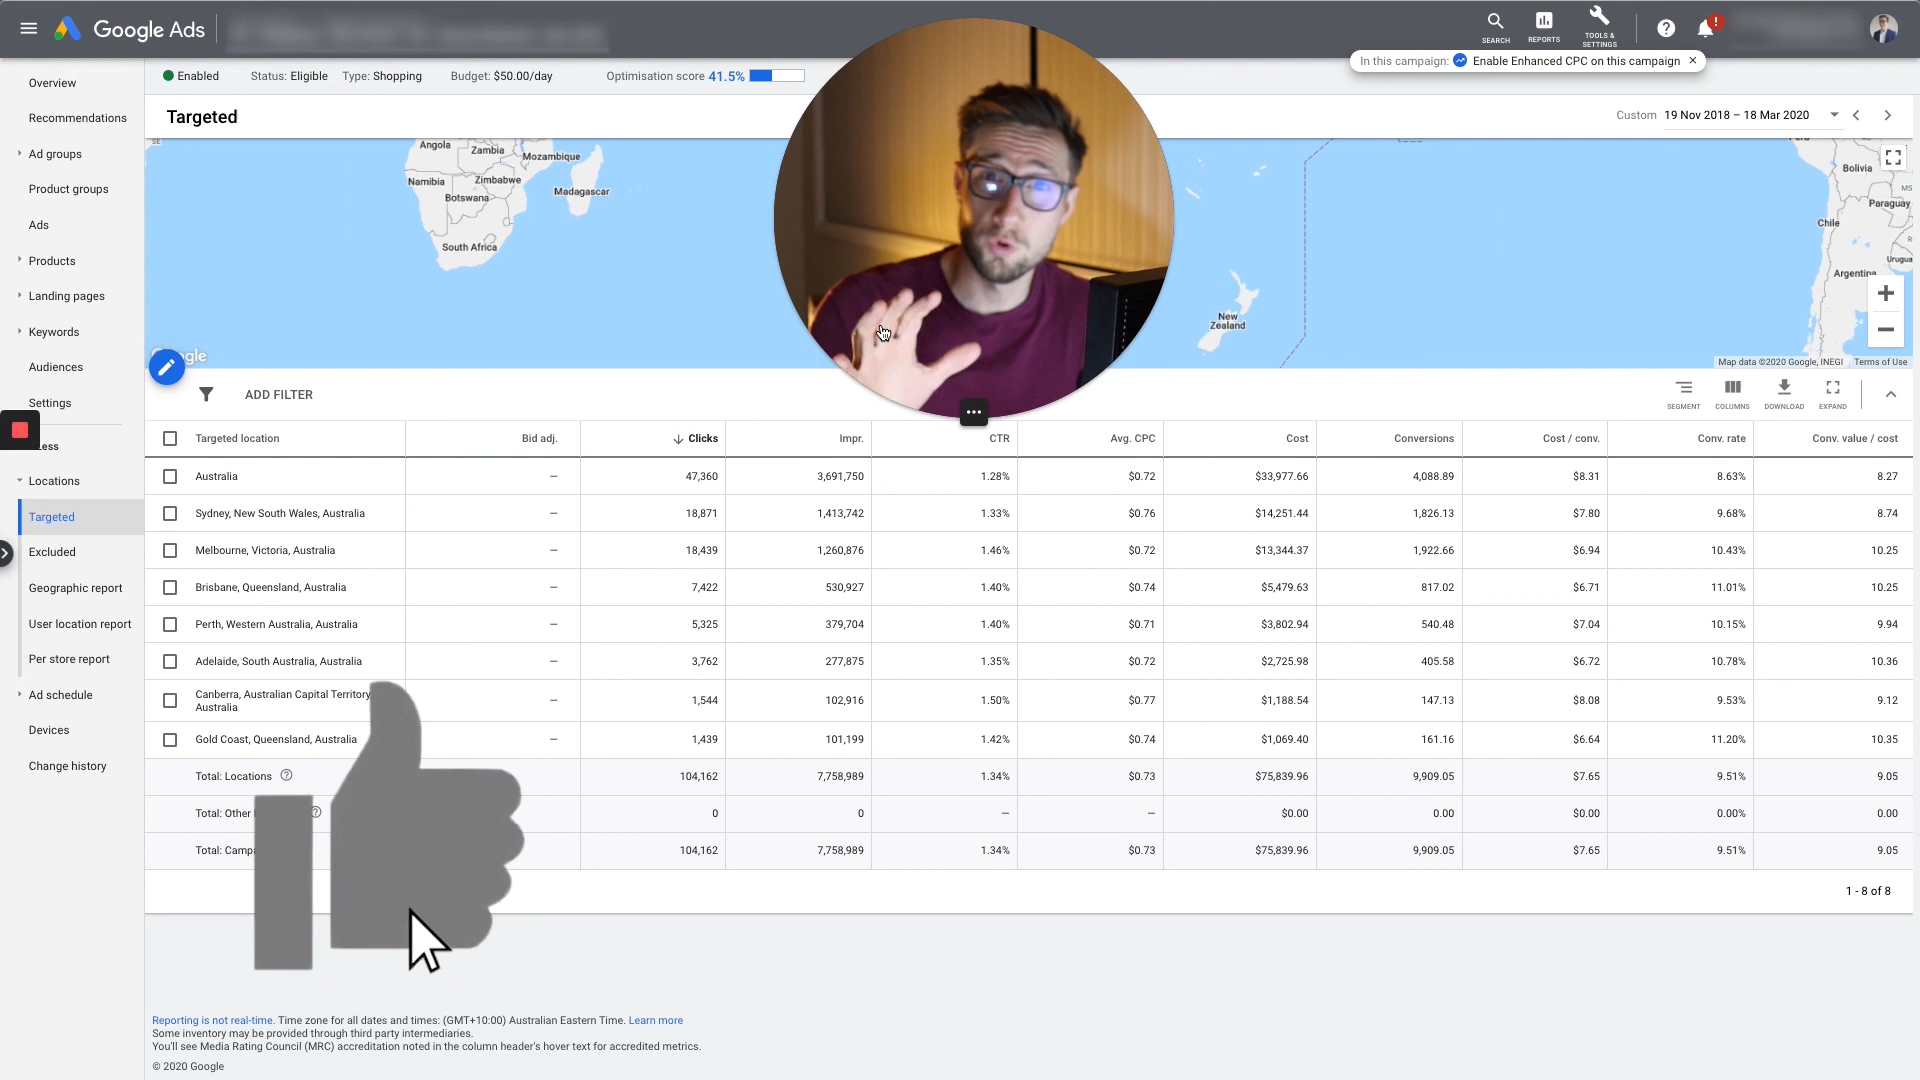 Google Ads
SEARCH
REPORTS
TOOLS & SETTINGS
!
Enabled
Status: Eligible
Type: Shopping
Budget: $50.00/day
Optimisation score 41.5%
In this campaign: Enable Enhanced CPC on this campaign ×
Targeted
Custom 19 Nov 2018 – 18 Mar 2020
Overview
Recommendations
Ad groups
Product groups
Ads
Products
Landing pages
Keywords
Audiences
Settings
Less
Locations
Targeted
Excluded
Geographic report
User location report
Per store report
Ad schedule
Devices
Change history
SE
Angola
Zambia
Mozambique
Namibia
Zimbabwe
Botswana
Madagascar
South Africa
New Zealand
Bolivia
MS
Paraguay
Chile
Urugua
Argentina
Map data ©2020 Google, INEGI
Terms of Use
ADD FILTER
SEGMENT
COLUMNS
DOWNLOAD
EXPAND
Targeted location Bid adj. Clicks Impr. CTR Avg. CPC Cost Conversions Cost / conv. Conv. rate Conv. value / cost
Australia – 47,360 3,691,750 1.28% $0.72 $33,977.66 4,088.89 $8.31 8.63% 8.27
Sydney, New South Wales, Australia – 18,871 1,413,742 1.33% $0.76 $14,251.44 1,826.13 $7.80 9.68% 8.74
Melbourne, Victoria, Australia – 18,439 1,260,876 1.46% $0.72 $13,344.37 1,922.66 $6.94 10.43% 10.25
Brisbane, Queensland, Australia – 7,422 530,927 1.40% $0.74 $5,479.63 817.02 $6.71 11.01% 10.25
Perth, Western Australia, Australia – 5,325 379,704 1.40% $0.71 $3,802.94 540.48 $7.04 10.15% 9.94
Adelaide, South Australia, Australia – 3,762 277,875 1.35% $0.72 $2,725.98 405.58 $6.72 10.78% 10.36
Canberra, Australian Capital Territory
Australia – 1,544 102,916 1.50% $0.77 $1,188.54 147.13 $8.08 9.53% 9.12
Gold Coast, Queensland, Australia – 1,439 101,199 1.42% $0.74 $1,069.40 161.16 $6.64 11.20% 10.35
Total: Locations 104,162 7,758,989 1.34% $0.73 $75,839.96 9,909.05 $7.65 9.51% 9.05
Total: Other 0 0 – – $0.00 0.00 $0.00 0.00% 0.00
Total: Camp 104,162 7,758,989 1.34% $0.73 $75,839.96 9,909.05 $7.65 9.51% 9.05
1 - 8 of 8
Reporting is not real-time. Time zone for all dates and times: (GMT+10:00) Australian Eastern Time. Learn more
Some inventory may be provided through third party intermediaries.
You'll see Media Rating Council (MRC) accreditation noted in the column header's hover text for accredited metrics.
© 2020 Google